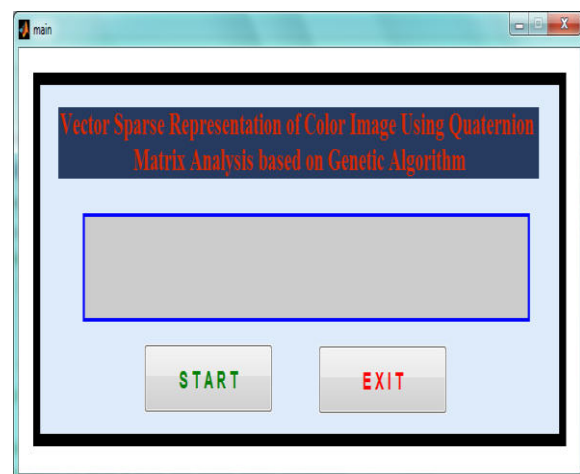 main
Vector Sparse Representation of Color Image Using Quaternion
Matrix Analysis based on Genetic Algorithm
START
EXIT